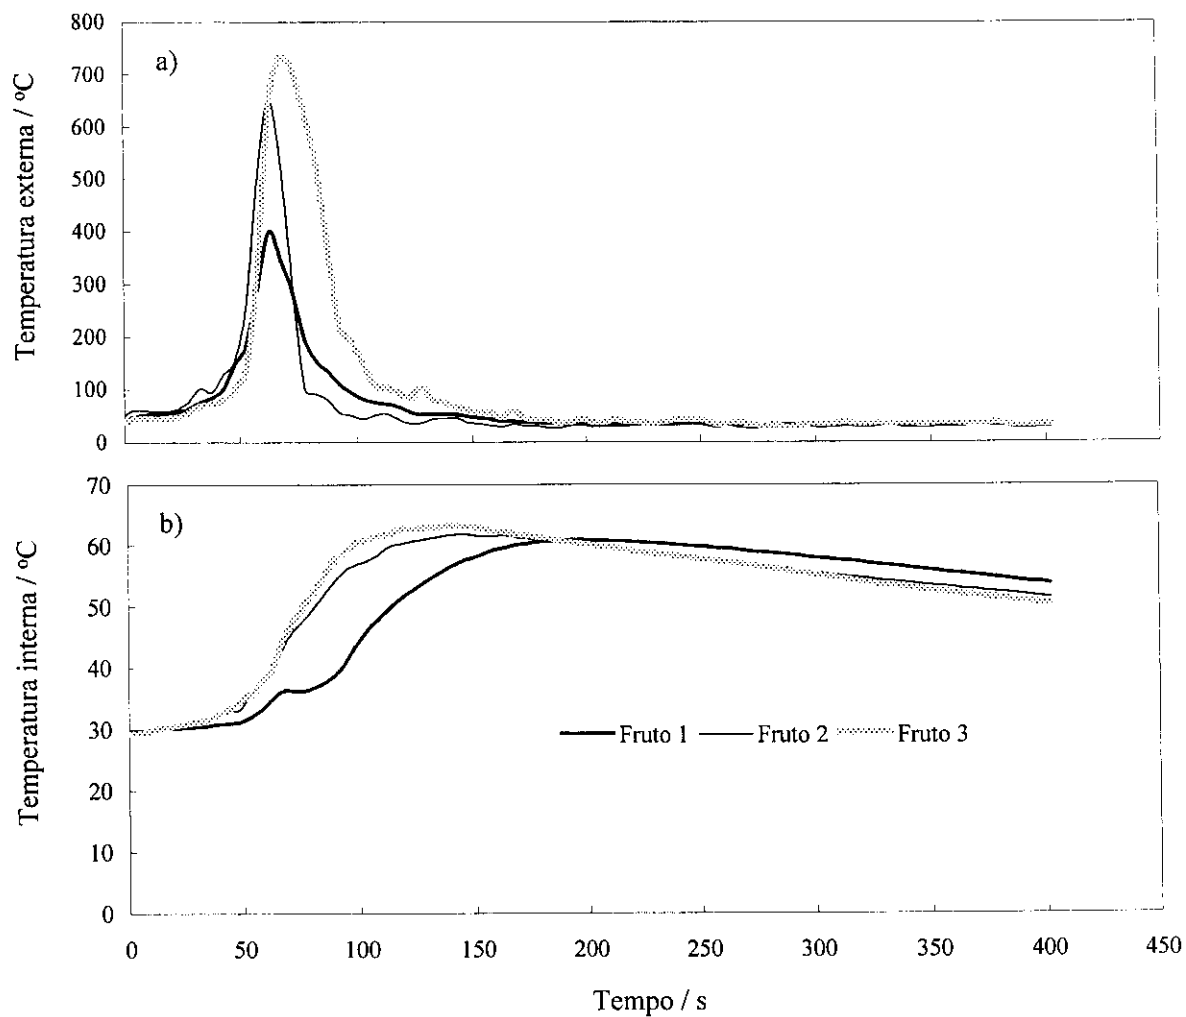 a)
Temperatura externa / ºC
800
700
600
500
400
300
200
100
0
b)
Temperatura interna / ºC
70
60
50
40
30
20
10
0
Fruto 1 Fruto 2 Fruto 3
0 50 100 150 200 250 300 350 400 450
Tempo / s